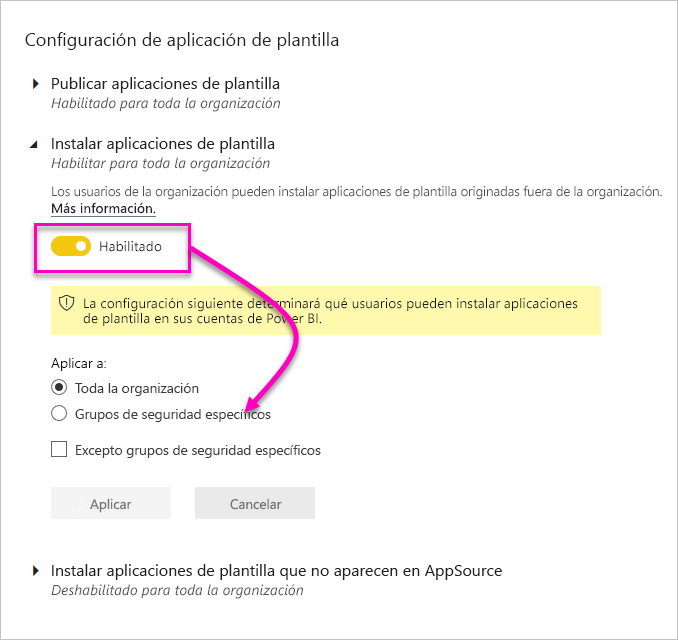 Configuración de aplicación de plantilla
Publicar aplicaciones de plantilla
Habilitado para toda la organización
Instalar aplicaciones de plantilla
Habilitar para toda la organización
Los usuarios de la organización pueden instalar aplicaciones de plantilla originadas fuera de la organización.
Más información.
Habilitado
La configuración siguiente determinará qué usuarios pueden instalar aplicaciones
de plantilla en sus cuentas de Power BI.
Aplicar a:
Toda la organización
Grupos de seguridad específicos
Excepto grupos de seguridad específicos
Aplicar
Cancelar
Instalar aplicaciones de plantilla que no aparecen en AppSource
Deshabilitado para toda la organización